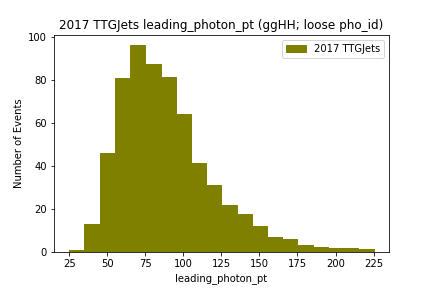 2017 TTGJets leading_photon_pt (ggHH; loose pho_id)
2017 TTGJets
100
80
60
40
20
0
Number of Events
25 50 75 100 125 150 175 200 225
leading_photon_pt